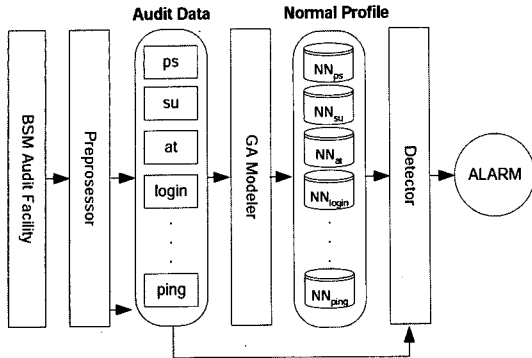 Audit Data
Normal Profile
BSM Audit Facility
Preprosessor
ps
su
at
login
ping
GA Modeler
NNps
NNsu
NNat
NNlogin
NNping
Detector
ALARM